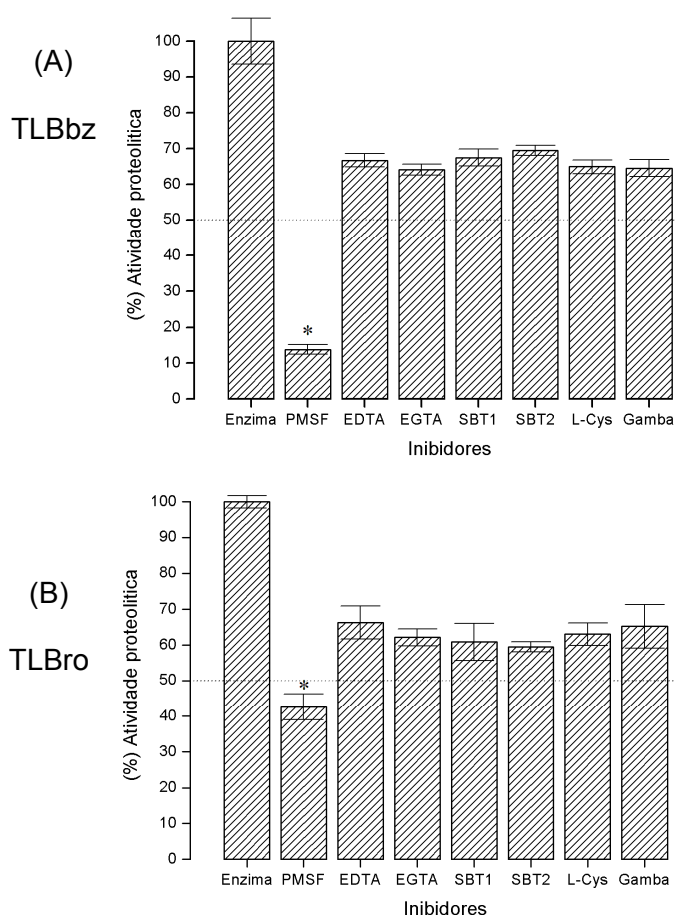 (A)
TLBbz
(%) Atividade proteolitica
100
90
80
70
60
50
40
30
20
10
0
*
Enzima PMSF EDTA EGTA SBT1 SBT2 L-Cys Gamba
Inibidores
(B)
TLBro
(%) Atividade proteolitica
100
90
80
70
60
50
40
30
20
10
0
*
Enzima PMSF EDTA EGTA SBT1 SBT2 L-Cys Gamba
Inibidores